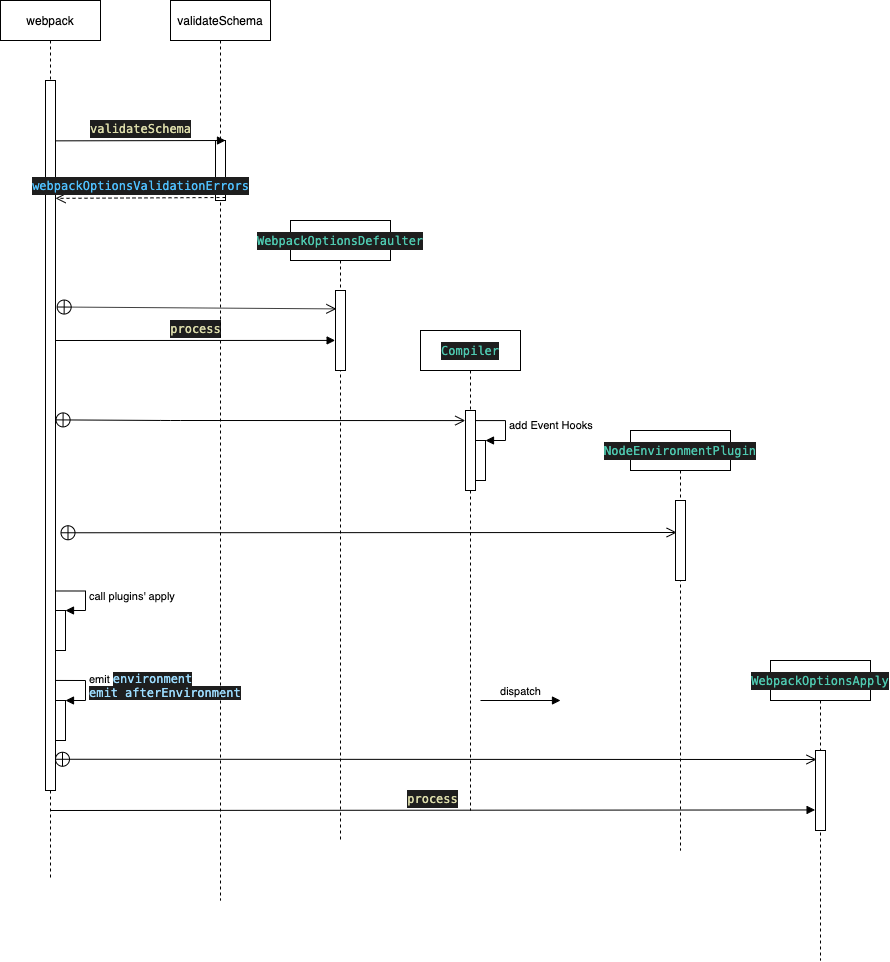 webpack
validateSchema
validateSchema
webpackOptionsValidationErrors
WebpackOptionsDefaulter
process
Compiler
add Event Hooks
NodeEnvironmentPlugin
call plugins' apply
emit environment
emit afterEnvironment
dispatch
WebpackOptionsApply
process